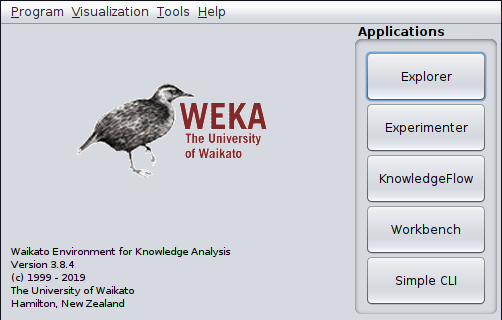 Program Visualization Tools Help
Applications
Explorer
Experimenter
KnowledgeFlow
Workbench
Simple CLI
WEKA
The University
of Waikato
Waikato Environment for Knowledge Analysis
Version 3.8.4
(c) 1999 - 2019
The University of Waikato
Hamilton, New Zealand